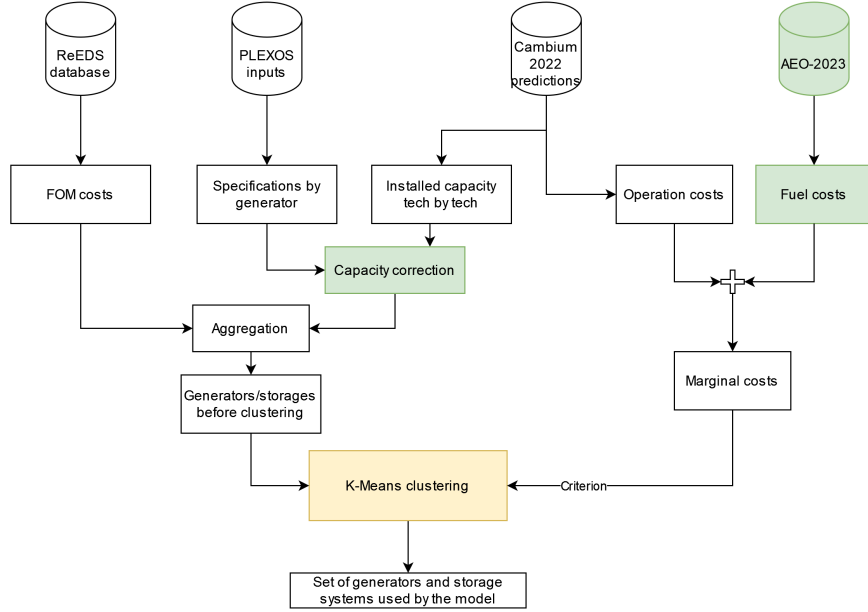 ReEDS
database
PLEXOS
inputs
Cambium
2022
predictions
AEO-2023
FOM costs
Specifications by
generator
Installed capacity
tech by tech
Operation costs
Fuel costs
Capacity correction
Aggregation
Marginal costs
Generators/storages
before clustering
K-Means clustering
Criterion
Set of generators and storage
systems used by the model